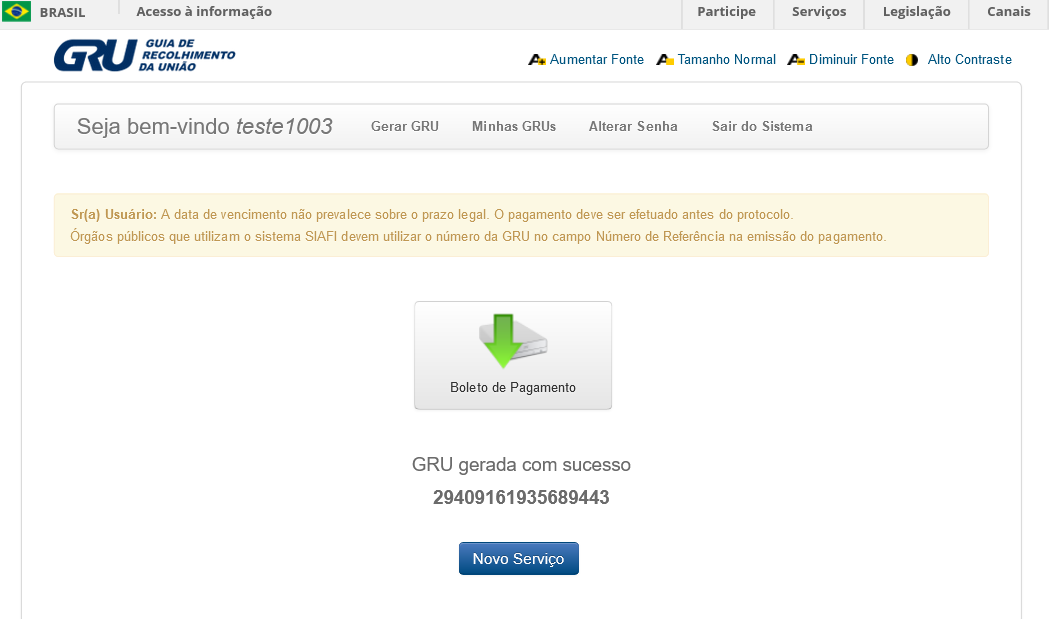 BRASIL Acesso à informação Participe Serviços Legislação Canais
GRU GUIA DE
RECOLHIMENTO
DA UNIÃO
Aumentar Fonte Tamanho Normal Diminuir Fonte Alto Contraste
Seja bem-vindo teste1003 Gerar GRU Minhas GRUs Alterar Senha Sair do Sistema
Sr(a) Usuário: A data de vencimento não prevalece sobre o prazo legal. O pagamento deve ser efetuado antes do protocolo.
Órgãos públicos que utilizam o sistema SIAFI devem utilizar o número da GRU no campo Número de Referência na emissão do pagamento.
Boleto de Pagamento
GRU gerada com sucesso
29409161935689443
Novo Serviço